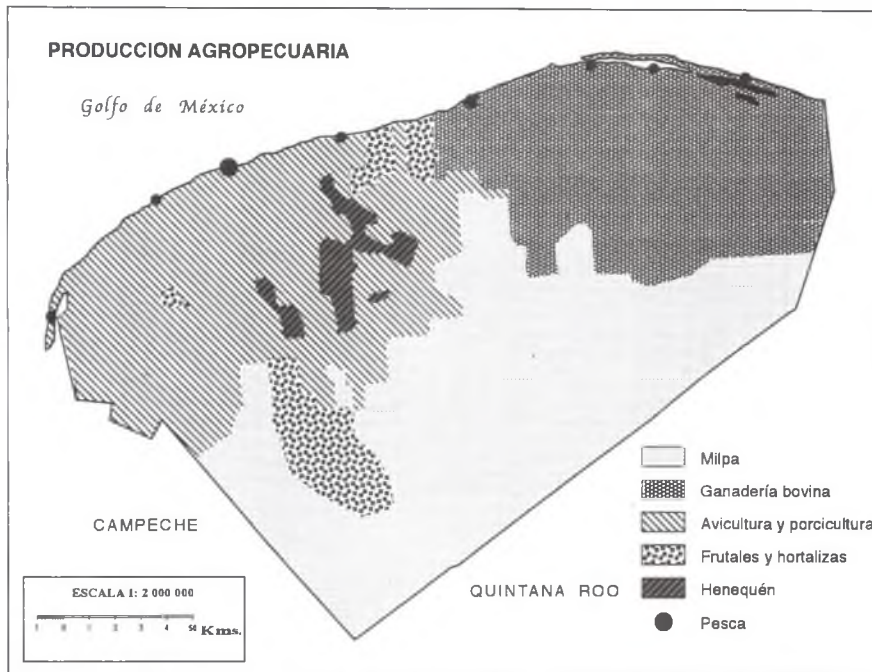 PRODUCCION AGROPECUARIA
Golfo de México
CAMPECHE
QUINTANA ROO
Milpa
Ganadería bovina
Avicultura y porcicultura
Frutales y hortalizas
Henequén
Pesca
ESCALA 1: 2 000 000
50 Kms.